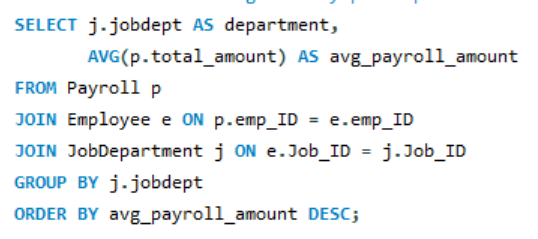 SELECT j.jobdept AS department,
AVG(p.total_amount) AS avg_payroll_amount
FROM Payroll p
JOIN Employee e ON p.emp_ID = e.emp_ID
JOIN JobDepartment j ON e.Job_ID = j.Job_ID
GROUP BY j.jobdept
ORDER BY avg_payroll_amount DESC;